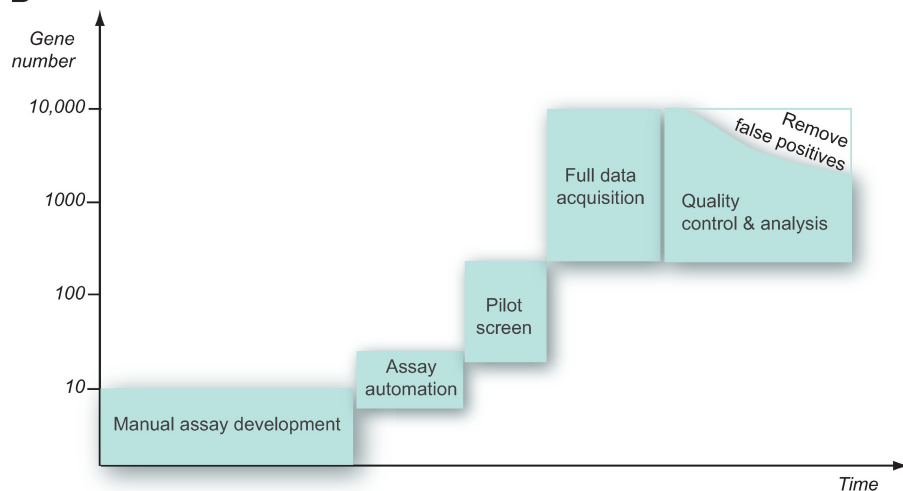 Gene
number
10,000
1000
100
10
Remove
false positives
Full data
acquisition
Quality
control & analysis
Pilot
screen
Assay
automation
Manual assay development
Time